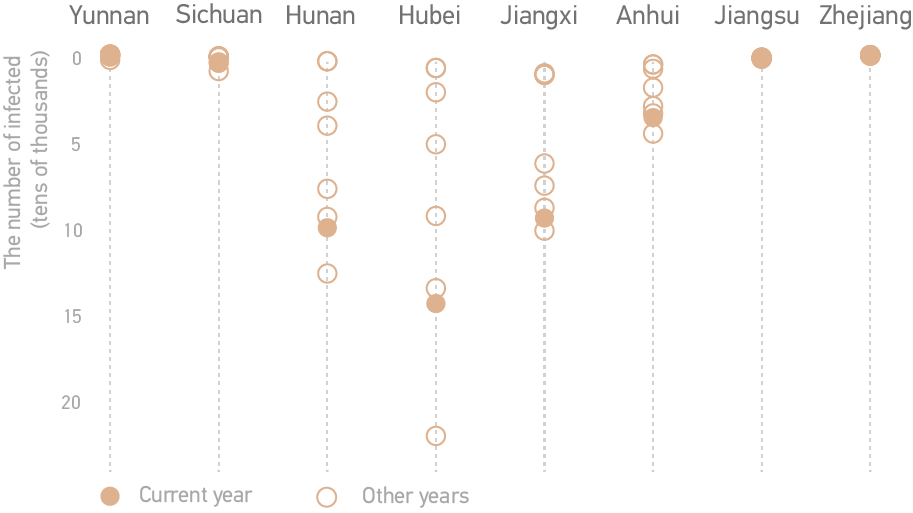 Yunnan Sichuan Hunan Hubei Jiangxi Anhui Jiangsu Zhejiang
The number of infected
(tens of thousands)
0
5
10
15
20
Current year Other years